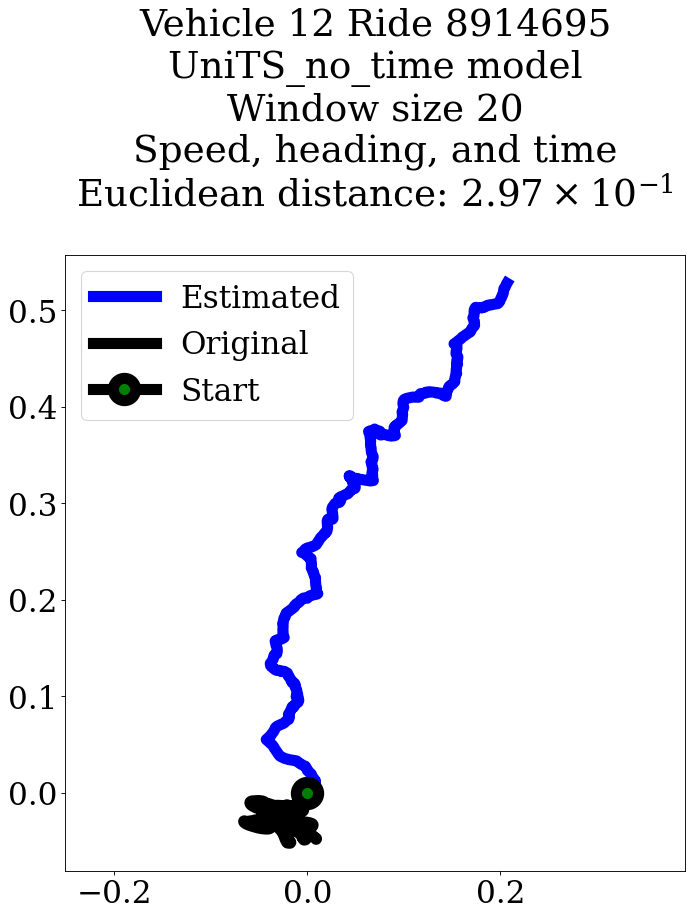 Vehicle 12 Ride 8914695
UniTS_no_time model
Window size 20
Speed, heading, and time
Euclidean distance: 2.97 × 10⁻¹
Estimated
Original
Start
0.5
0.4
0.3
0.2
0.1
0.0
−0.2 0.0 0.2